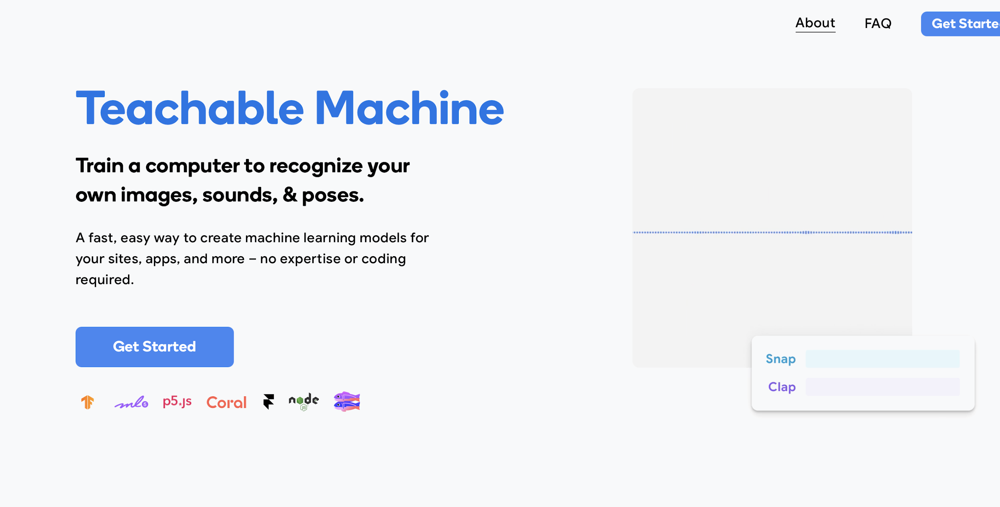 About FAQ Get Starte
Teachable Machine
Train a computer to recognize your
own images, sounds, & poses.
A fast, easy way to create machine learning models for
your sites, apps, and more – no expertise or coding
required.
Get Started
ml5 p5*js Coral node
JS
Snap
Clap